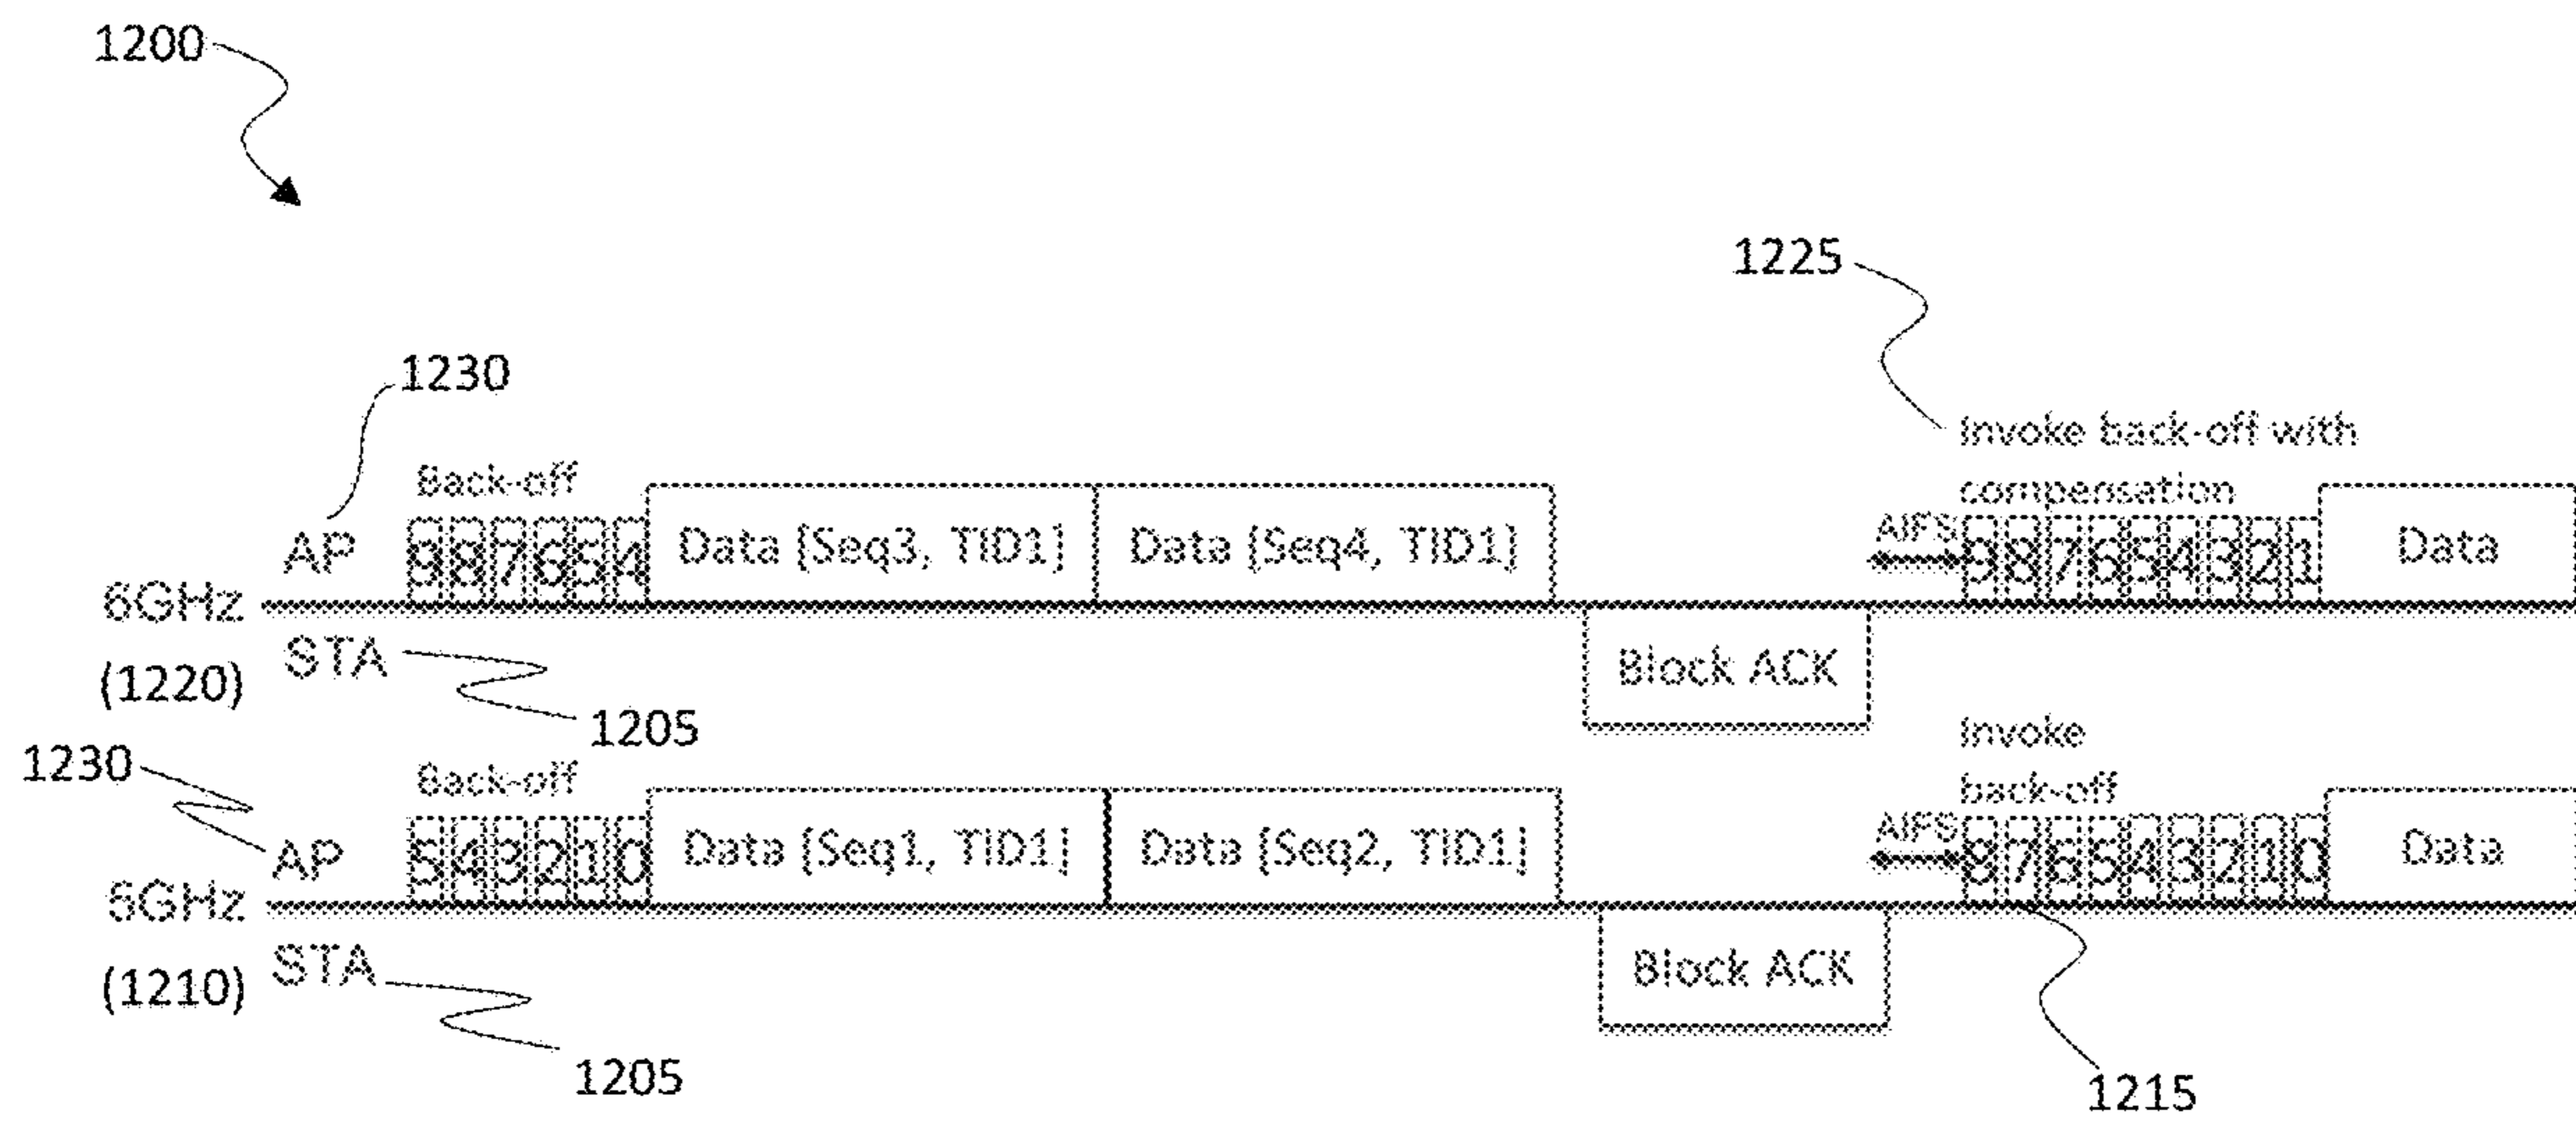 1200
1225
1230
Invoke back-off with
compensation
Back-off
AP
9 8 7 6 5 4
Data [Seq3, TID1]
Data [Seq4, TID1]
AIFS
9 8 7 6 5 4 3 2 1
Data
6GHz
(1220)
STA
Block ACK
1205
1230
Invoke
back-off
Back-off
AP
5 4 3 2 1 0
Data [Seq1, TID1]
Data [Seq2, TID1]
AIFS
8 7 6 5 4 3 2 1 0
Data
5GHz
(1210)
STA
Block ACK
1205
1215